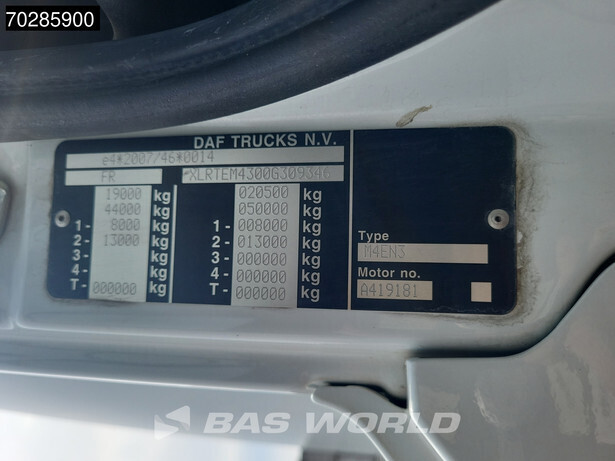 70285900
DAF TRUCKS N.V.
e4*2007/46*0014
FR *XLRTEM4300G309346
19000 kg 020500 kg
44000 kg 050000 kg
1- 8000 kg 1- 008000 kg
2- 13000 kg 2- 013000 kg
3- kg 3- 000000 kg
4- kg 4- 000000 kg
T- 000000 kg T- 000000 kg
Type
M4EN3
Motor no.
A419181
BAS WORLD